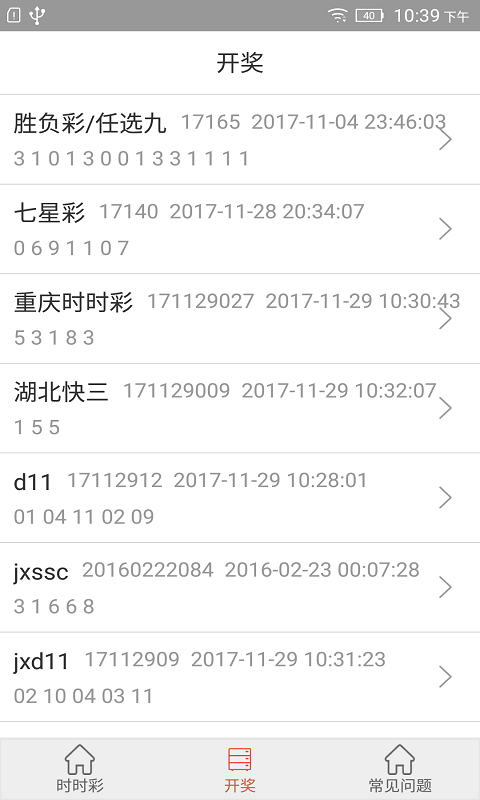 40 10:39 下午
开奖
胜负彩/任选九 17165 2017-11-04 23:46:03
3 1 0 1 3 0 0 1 3 3 1 1 1 1
七星彩 17140 2017-11-28 20:34:07
0 6 9 1 1 0 7
重庆时时彩 171129027 2017-11-29 10:30:43
5 3 1 8 3
湖北快三 171129009 2017-11-29 10:32:07
1 5 5
d11 17112912 2017-11-29 10:28:01
01 04 11 02 09
jxssc 20160222084 2016-02-23 00:07:28
3 1 6 6 8
jxd11 17112909 2017-11-29 10:31:23
02 10 04 03 11
时时彩 开奖 常见问题